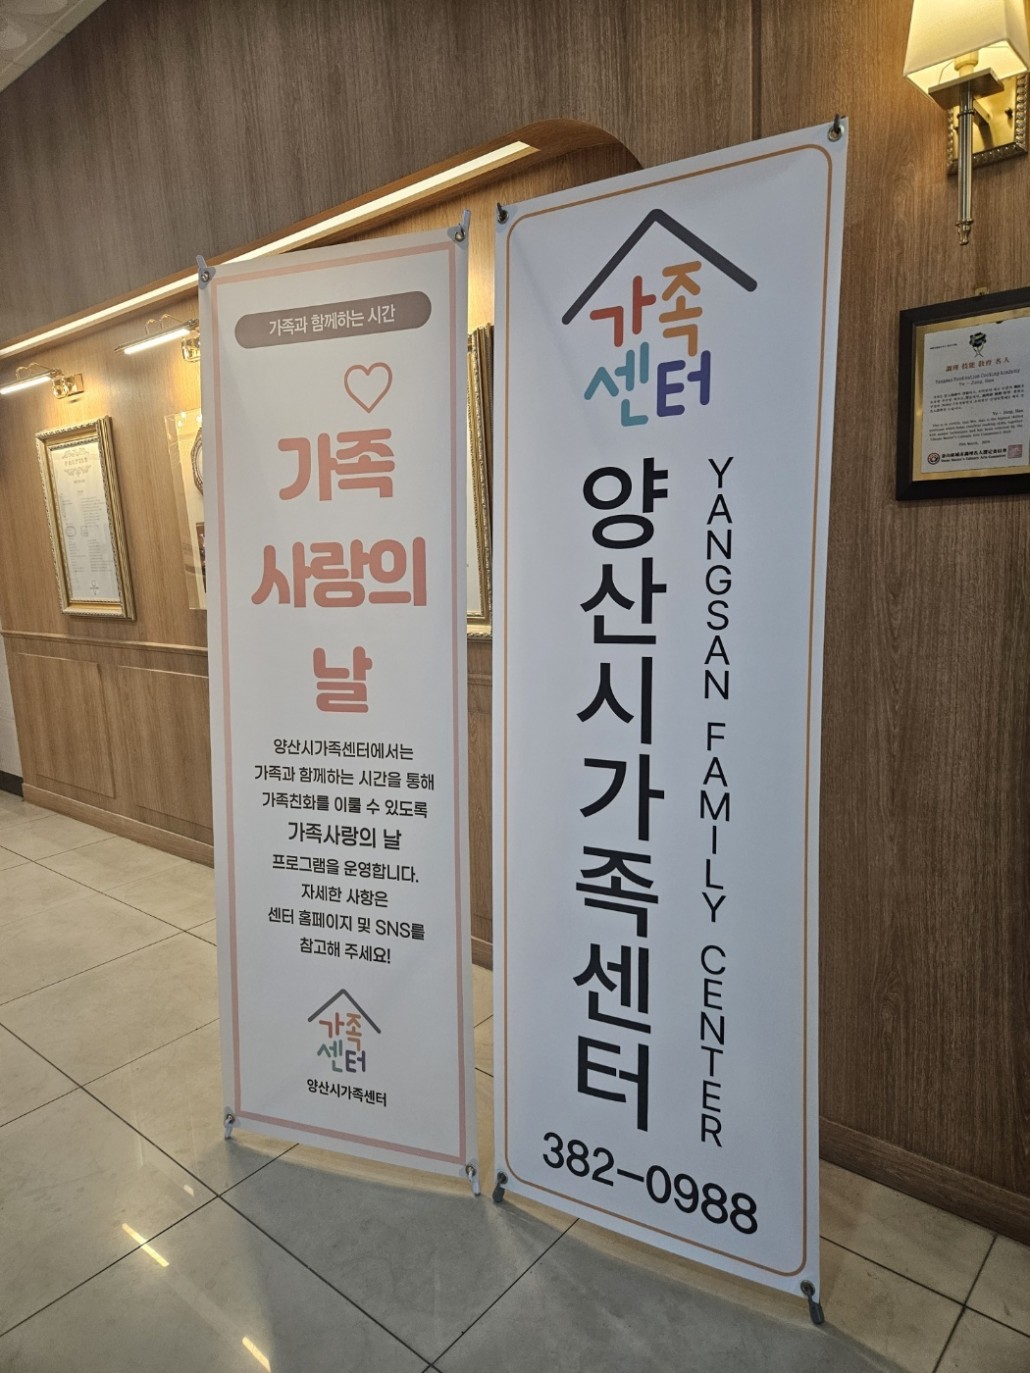 가족과 함께하는 시간
가족
사랑의
날
양산시가족센터에서는
가족과 함께하는 시간을 통해
가족친화를 이룰 수 있도록
가족사랑의 날
프로그램을 운영합니다.
자세한 사항은
센터 홈페이지 및 SNS를
참고해 주세요!
가족
센터
양산시가족센터
가족
센터
양산시가족센터
YANGSAN FAMILY CENTER
382-0988